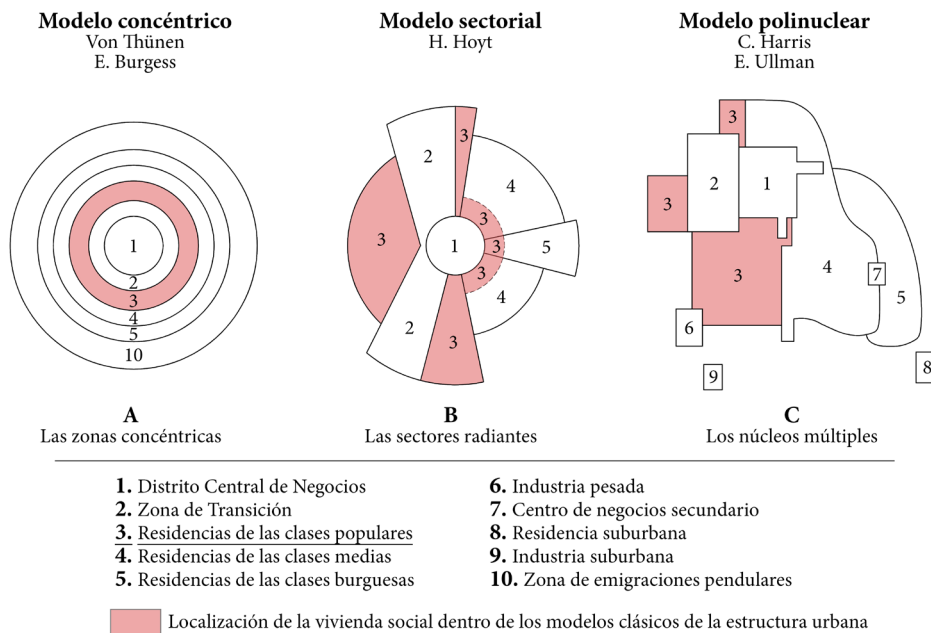 Modelo concéntrico
Von Thünen
E. Burgess
1
2
3
4
5
10
A
Las zonas concéntricas
Modelo sectorial
H. Hoyt
3
2
4
3
3
1
3
5
3
4
2
3
B
Las sectores radiantes
Modelo polinuclear
C. Harris
E. Ullman
3
2
1
3
3
4
7
5
6
8
9
C
Los núcleos múltiples
1. Distrito Central de Negocios
2. Zona de Transición
3. Residencias de las clases populares
4. Residencias de las clases medias
5. Residencias de las clases burguesas
6. Industria pesada
7. Centro de negocios secundario
8. Residencia suburbana
9. Industria suburbana
10. Zona de emigraciones pendulares
Localización de la vivienda social dentro de los modelos clásicos de la estructura urbana